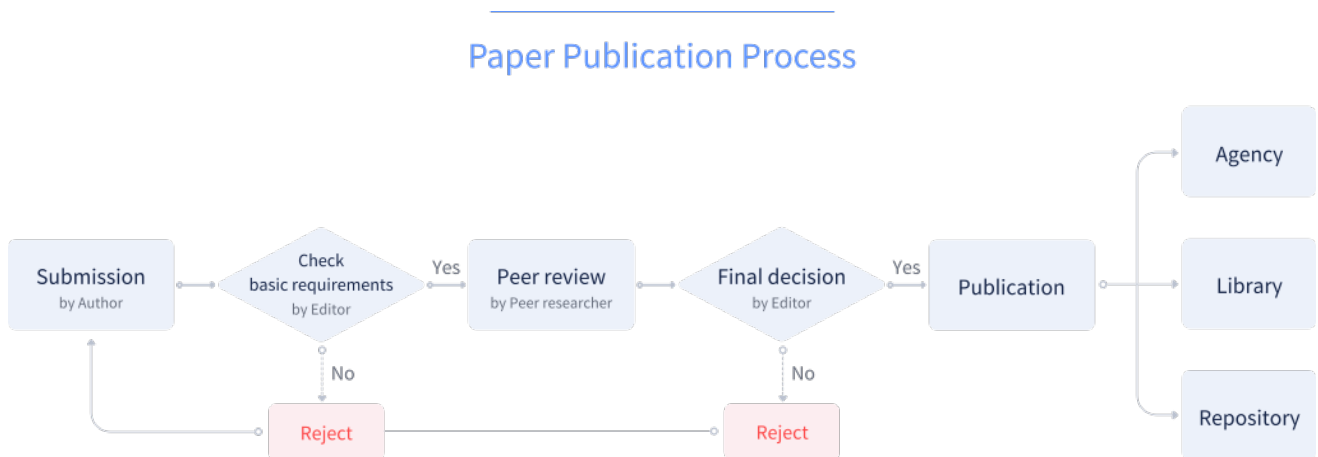 Paper Publication Process
Submission
by Author
Check
basic requirements
by Editor
Yes
No
Reject
Peer review
by Peer researcher
Final decision
by Editor
Yes
No
Reject
Publication
Agency
Library
Repository